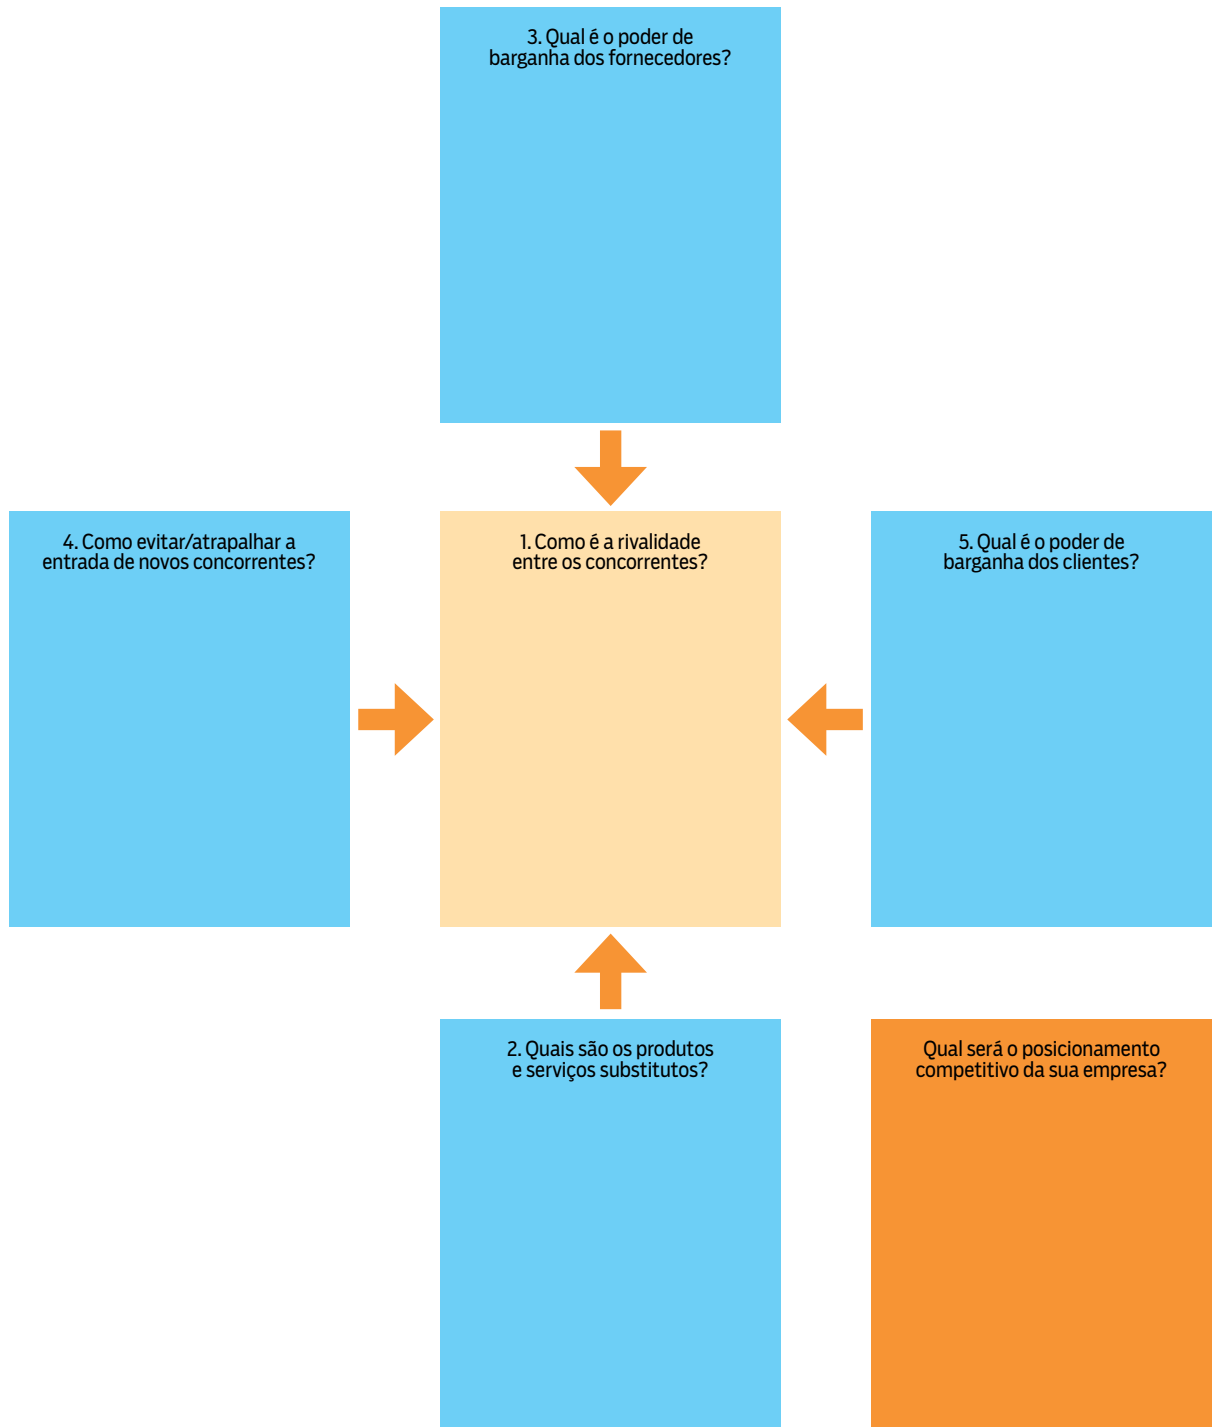 3. Qual é o poder de
barganha dos fornecedores?
4. Como evitar/atrapalhar a
entrada de novos concorrentes?
1. Como é a rivalidade
entre os concorrentes?
5. Qual é o poder de
barganha dos clientes?
2. Quais são os produtos
e serviços substitutos?
Qual será o posicionamento
competitivo da sua empresa?